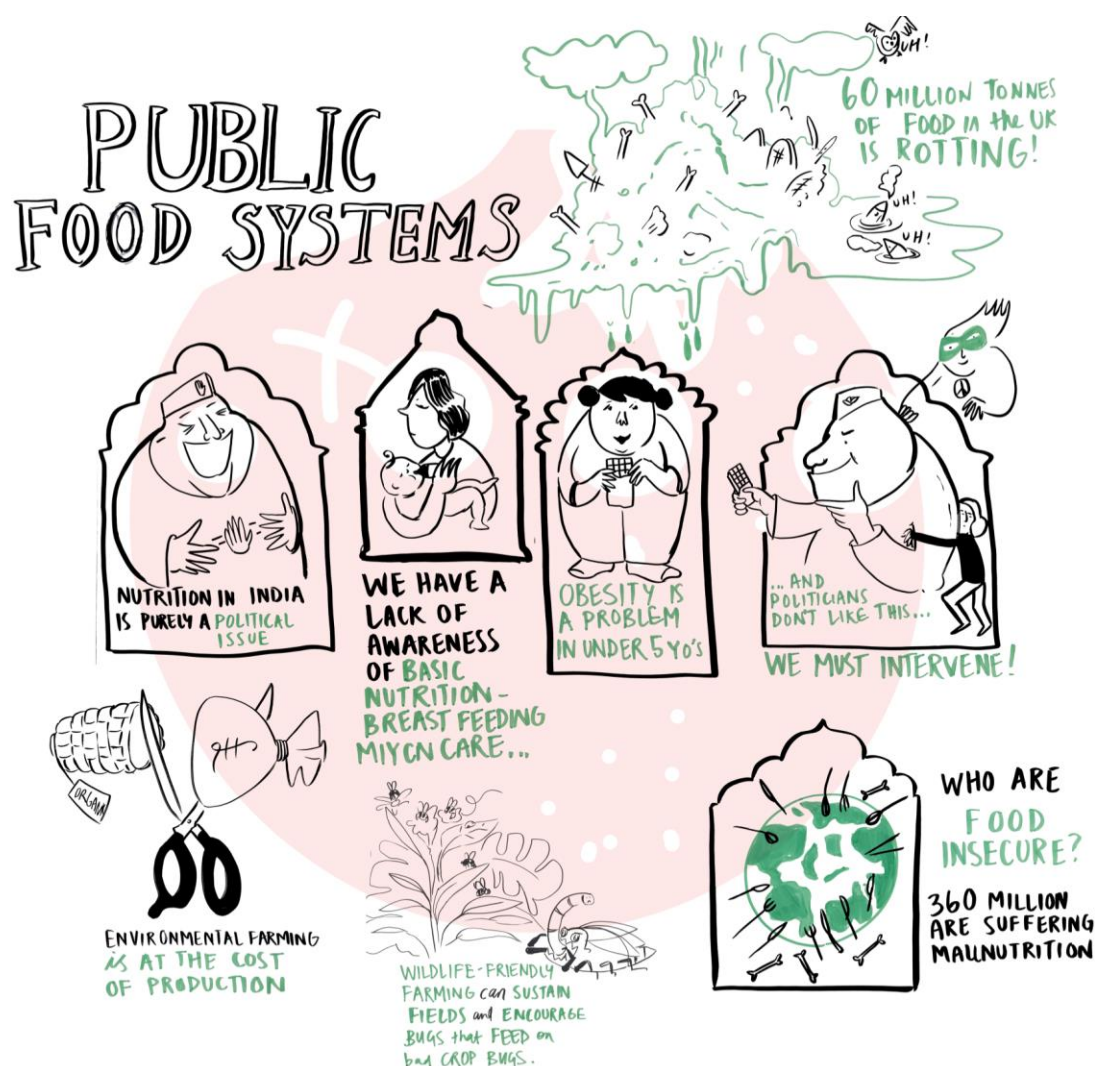 PUBLIC
FOOD SYSTEMS
UH!
60 MILLION TONNES
OF FOOD in the UK
IS ROTTING!
UH!
UH!
NUTRITION IN INDIA
IS PURELY A POLITICAL
ISSUE
WE HAVE A
LACK OF
AWARENESS
OF BASIC
NUTRITION-
BREAST FEEDING
MIYCN CARE...
OBESITY IS
A PROBLEM
IN UNDER 5 YO'S
... AND
POLITICIANS
DON'T LIKE THIS...
WE MUST INTERVENE!
ORGANI
ENVIRONMENTAL FARMING
is AT THE COST
OF PRODUCTION
WILDLIFE-FRIENDLY
FARMING can SUSTAIN
FIELDS and ENCOURAGE
BUGS that FEED on
bad CROP BUGS.
WHO ARE
FOOD
INSECURE?
360 MILLION
ARE SUFFERING
MALNUTRITION